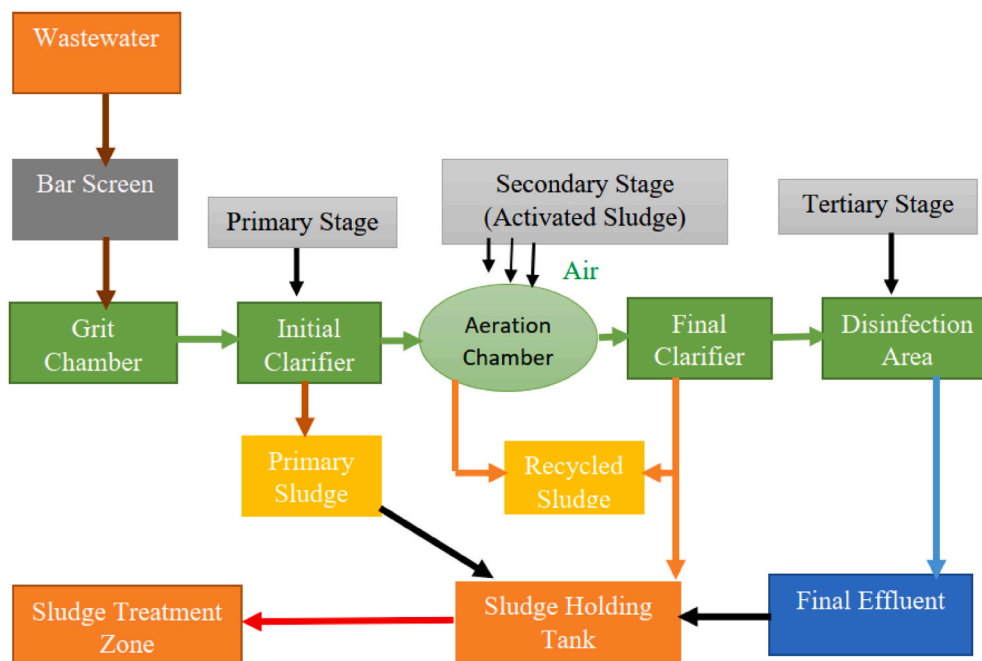 Wastewater
Bar Screen
Primary Stage
Secondary Stage
(Activated Sludge)
Tertiary Stage
Air
Grit
Chamber
Initial
Clarifier
Aeration
Chamber
Final
Clarifier
Disinfection
Area
Primary
Sludge
Recycled
Sludge
Sludge Treatment
Zone
Sludge Holding
Tank
Final Effluent